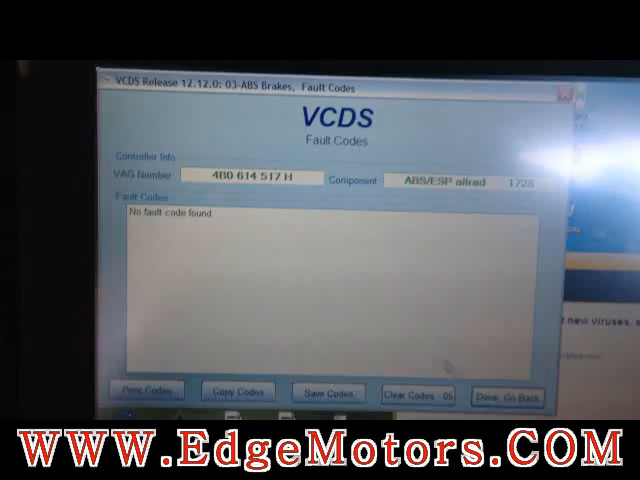 VCDS Release 12.12.0: 03-ABS Brakes, Fault Codes
VCDS
Fault Codes
Controller Info
VAG Number: 4B0 614 517 H Component: ABS/ESP allrad 1728
Fault Codes
No fault code found
Print Codes Copy Codes Save Codes Clear Codes - 05 Done, Go Back
new viruses, s
WWW.EdgeMotors.COM